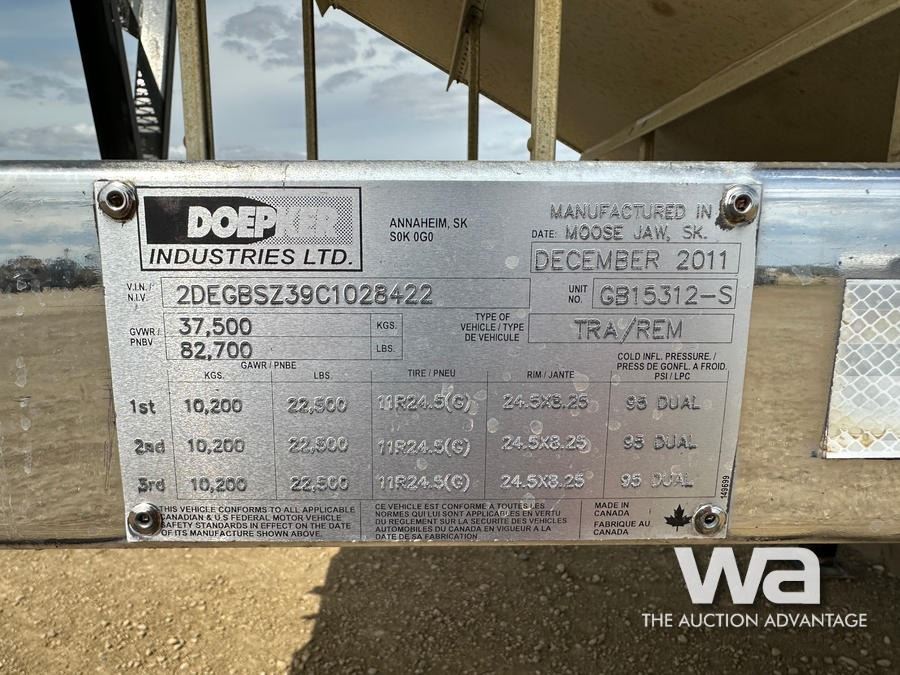 DOEPKER
INDUSTRIES LTD.
ANNAHEIM, SK
S0K 0G0
MANUFACTURED IN
DATE: MOOSE JAW, SK.
DECEMBER 2011
V.I.N./
N.I.V.
2DEGBSZ39C1028422
UNIT
NO.
GB15312-S
GVWR /
PNBV
37,500 KGS.
82,700 LBS.
TYPE OF
VEHICLE / TYPE
DE VEHICULE
TRA/REM
GAWR / PNBE
COLD INFL. PRESSURE. /
PRESS DE GONFL. A FROID.
KGS. LBS. TIRE / PNEU RIM / JANTE PSI / LPC
1st 10,200 22,500 11R24.5(G) 24.5X8.25 95 DUAL
2nd 10,200 22,500 11R24.5(G) 24.5X8.25 95 DUAL
3rd 10,200 22,500 11R24.5(G) 24.5X8.25 95 DUAL
149699
THIS VEHICLE CONFORMS TO ALL APPLICABLE
CANADIAN & U.S FEDERAL MOTOR VEHICLE
SAFETY STANDARDS IN EFFECT ON THE DATE
OF ITS MANUFACTURE SHOWN ABOVE.
CE VEHICULE EST CONFORME A TOUTES LES
NORMES QUI SONT APPLICABLES EN VERTU
DU REGLEMENT SUR LA SECURITE DES VEHICLES
AUTOMOBILES DU CANADA EN VIGUEUR A LA
DATE DE SA FABRICATION
MADE IN
CANADA
FABRIQUE AU
CANADA
wa
THE AUCTION ADVANTAGE